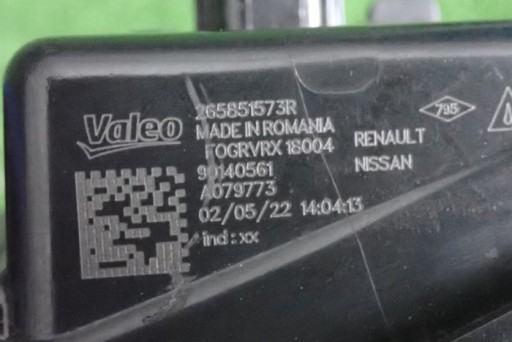 Valeo
265851573R
MADE IN ROMANIA
FOGRVRX 18004
90140561
A079773
02/05/22 14:04:13
ind:xx
RENAULT
NISSAN
795